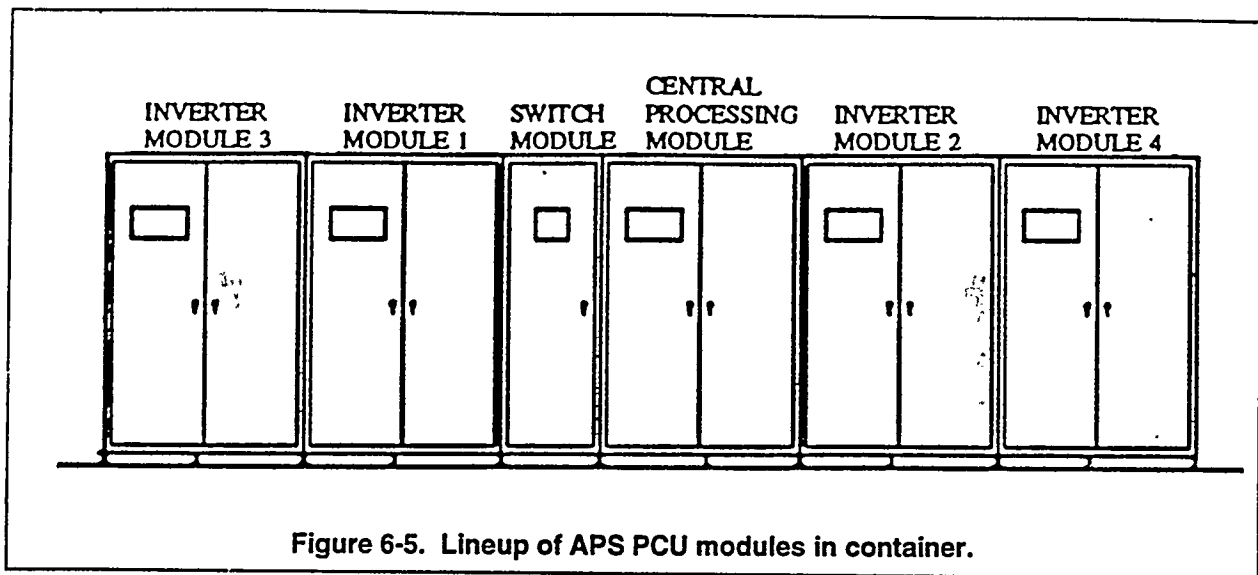 INVERTER
MODULE 3
INVERTER
MODULE 1
SWITCH
MODULE
CENTRAL
PROCESSING
MODULE
INVERTER
MODULE 2
INVERTER
MODULE 4
Figure 6-5. Lineup of APS PCU modules in container.